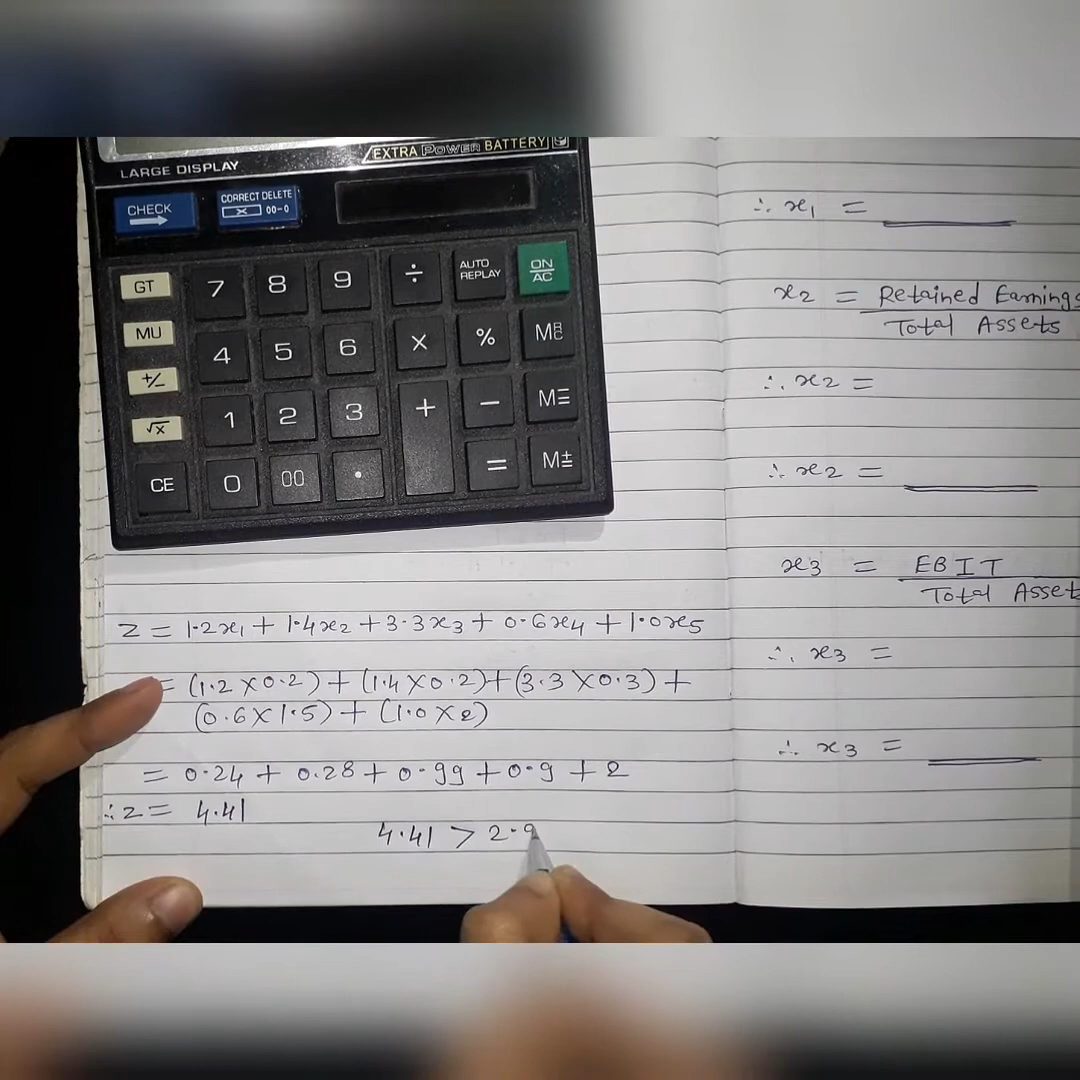 EXTRA POWER BATTERY
LARGE DISPLAY
CHECK
CORRECT DELETE
00→0
GT 7 8 9 ÷ AUTO REPLAY ON/AC
MU 4 5 6 X %
+/- 1 2 3 + − M=
√x
CE 0 00 . = M±
Z = 1.2x₁ + 1.4x₂ + 3.3x₃ + 0.6x₄ + 1.0x₅
= (1.2 X 0.2) + (1.4 X 0.2) + (3.3 X 0.3) +
(0.6 X 1.5) + (1.0 X 2)
= 0.24 + 0.28 + 0.99 + 0.9 + 2
∴ Z = 4.41
4.41 > 2.9
∴ x₁ =
x₂ = Retained Earnings
Total Assets
∴ x₂ =
∴ x₂ =
x₃ = EBIT
Total Assets
∴ x₃ =
∴ x₃ =